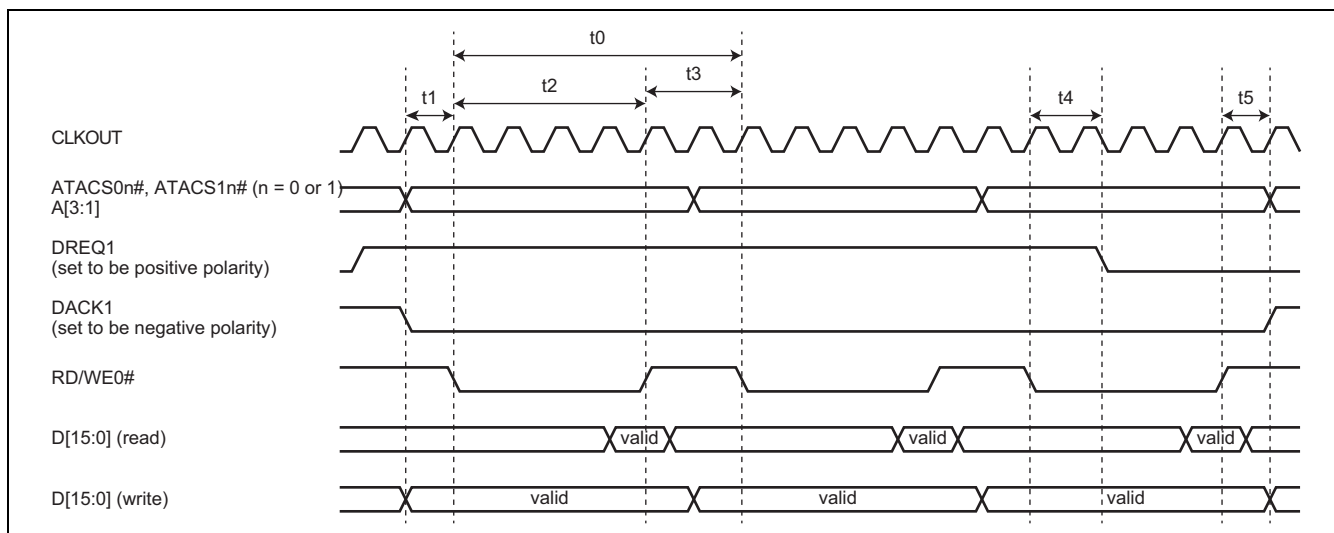 t0
t2
t3
t1
t4
t5
CLKOUT
ATACS0n#, ATACS1n# (n = 0 or 1)
A[3:1]
DREQ1
(set to be positive polarity)
DACK1
(set to be negative polarity)
RD/WE0#
D[15:0] (read)
valid
valid
valid
D[15:0] (write)
valid
valid
valid